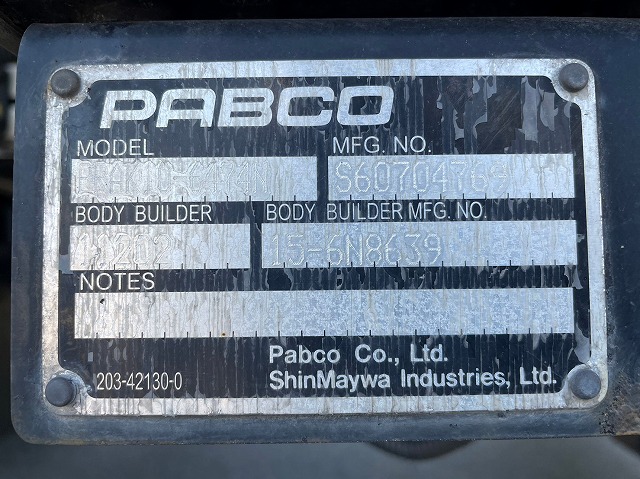 PABCO
MODEL
MFG. NO.
S60704769
BODY BUILDER
BODY BUILDER MFG. NO.
15-6N8639
NOTES
Pabco Co., Ltd.
203-42130-0
ShinMaywa Industries, Ltd.